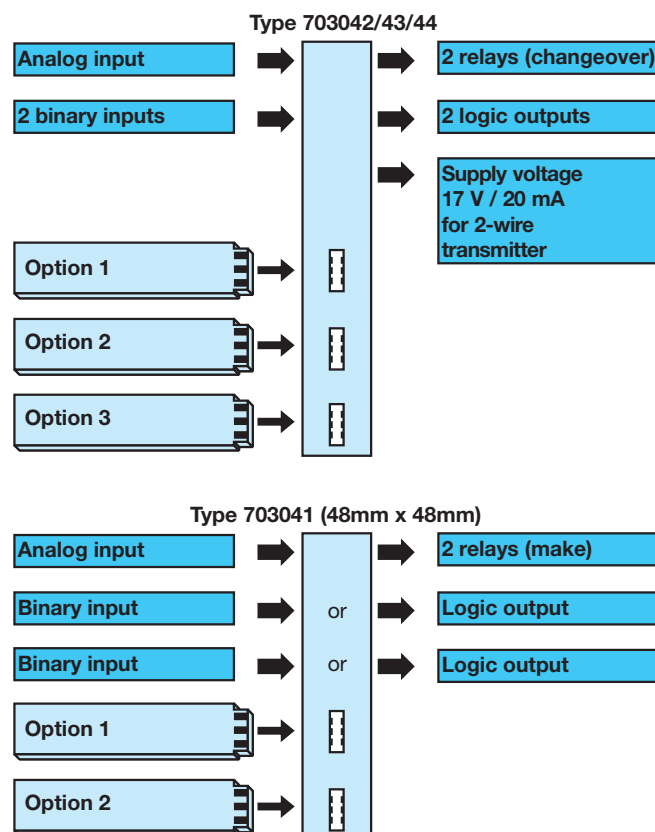 Type 703042/43/44
Analog input
2 relays (changeover)
2 binary inputs
2 logic outputs
Supply voltage
17 V / 20 mA
for 2-wire
transmitter
Option 1
Option 2
Option 3
Type 703041 (48mm x 48mm)
Analog input
2 relays (make)
Binary input
or
Logic output
Binary input
or
Logic output
Option 1
Option 2